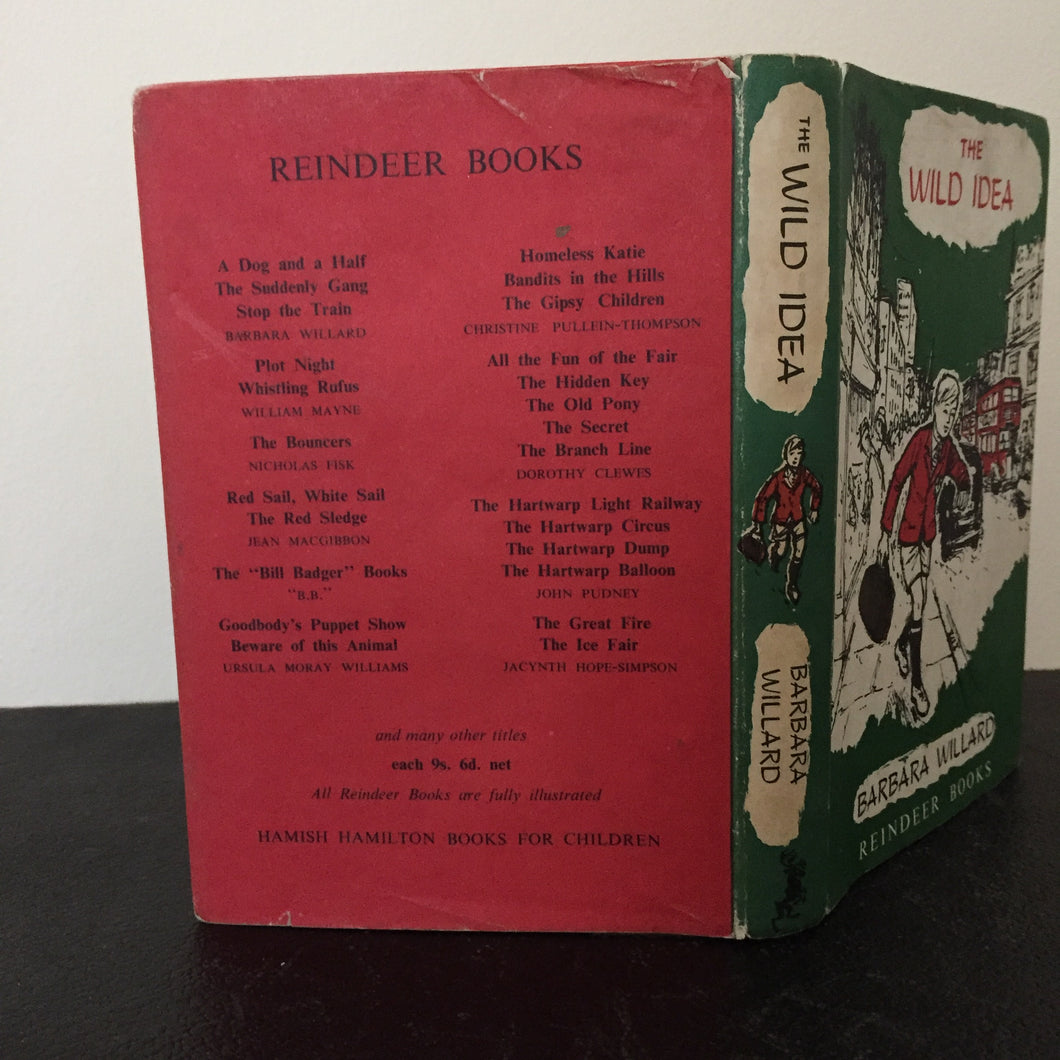 REINDEER BOOKS
A Dog and a Half
The Suddenly Gang
Stop the Train
BARBARA WILLARD
Plot Night
Whistling Rufus
WILLIAM MAYNE
The Bouncers
NICHOLAS FISK
Red Sail, White Sail
The Red Sledge
JEAN MACGIBBON
The "Bill Badger" Books
"B.B."
Goodbody's Puppet Show
Beware of this Animal
URSULA MORAY WILLIAMS
Homeless Katie
Bandits in the Hills
The Gipsy Children
CHRISTINE PULLEIN-THOMPSON
All the Fun of the Fair
The Hidden Key
The Old Pony
The Secret
The Branch Line
DOROTHY CLEWES
The Hartwarp Light Railway
The Hartwarp Circus
The Hartwarp Dump
The Hartwarp Balloon
JOHN PUDNEY
The Great Fire
The Ice Fair
JACYNTH HOPE-SIMPSON
and many other titles
each 9s. 6d. net
All Reindeer Books are fully illustrated
HAMISH HAMILTON BOOKS FOR CHILDREN
THE WILD IDEA
BARBARA
WILLARD
THE
WILD IDEA
BARBARA WILLARD
REINDEER BOOKS